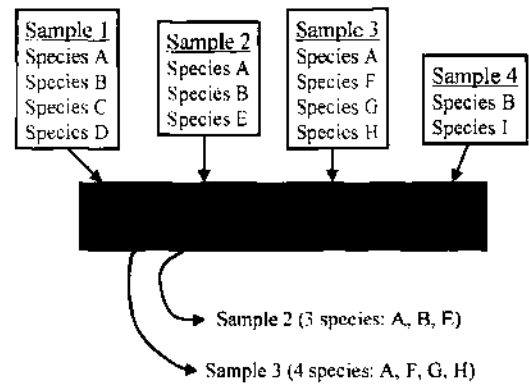 Sample 1
Species A
Species B
Species C
Species D
Sample 2
Species A
Species B
Species E
Sample 3
Species A
Species F
Species G
Species H
Sample 4
Species B
Species I
Sample 2 (3 species: A, B, E)
Sample 3 (4 species: A, F, G, H)